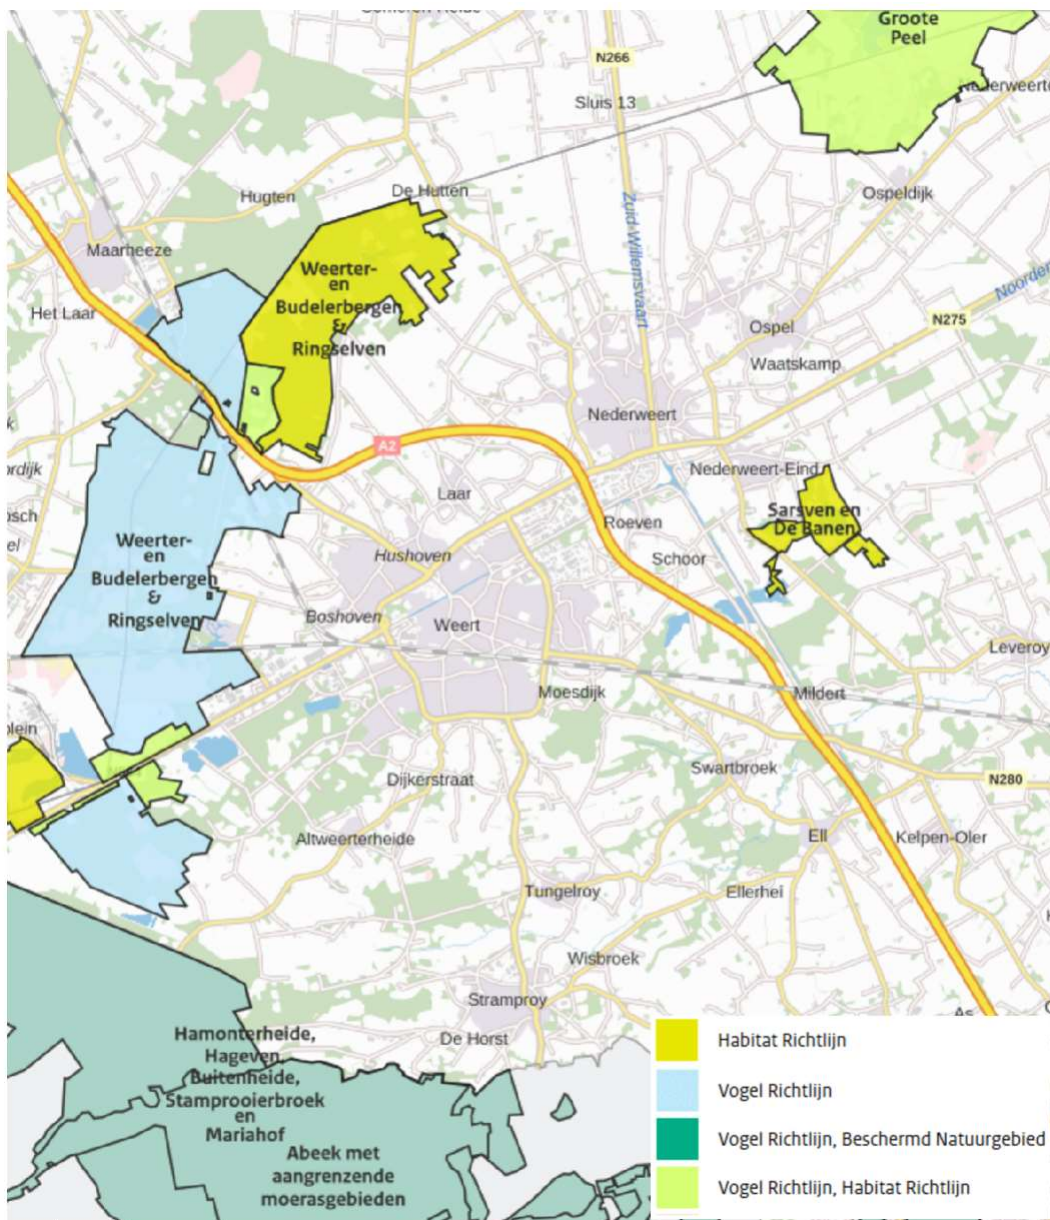 Groote
Peel
N266
Sluis 13
De Hutten
Hugten
Ospeldijk
Zuid-Willemsvaart
Maarheeze
Weerter-
en
Budelerbergen
&
Ringselven
Het Laar
Ospel
N275
Waatskamp
Nederweert
A2
Nederweert-Eind
Laar
Sarsven en
De Banen
Roeven
Weerter-
en
Budelerbergen
&
Ringselven
Hushoven
Schoor
Boshoven
Weert
Leveroy
Moesdijk
Mildert
Dijkerstraat
Swartbroek
N280
Altweerterheide
Ell
Kelpen-Oler
Tungelroy
Ellerhei
Wisbroek
Stramproy
De Horst
Hamonterheide,
Hageven,
Buitenheide,
Stamprooierbroek
en
Mariahof
Abeek met
aangrenzende
moerasgebieden
Habitat Richtlijn
Vogel Richtlijn
Vogel Richtlijn, Beschermd Natuurgebied
Vogel Richtlijn, Habitat Richtlijn